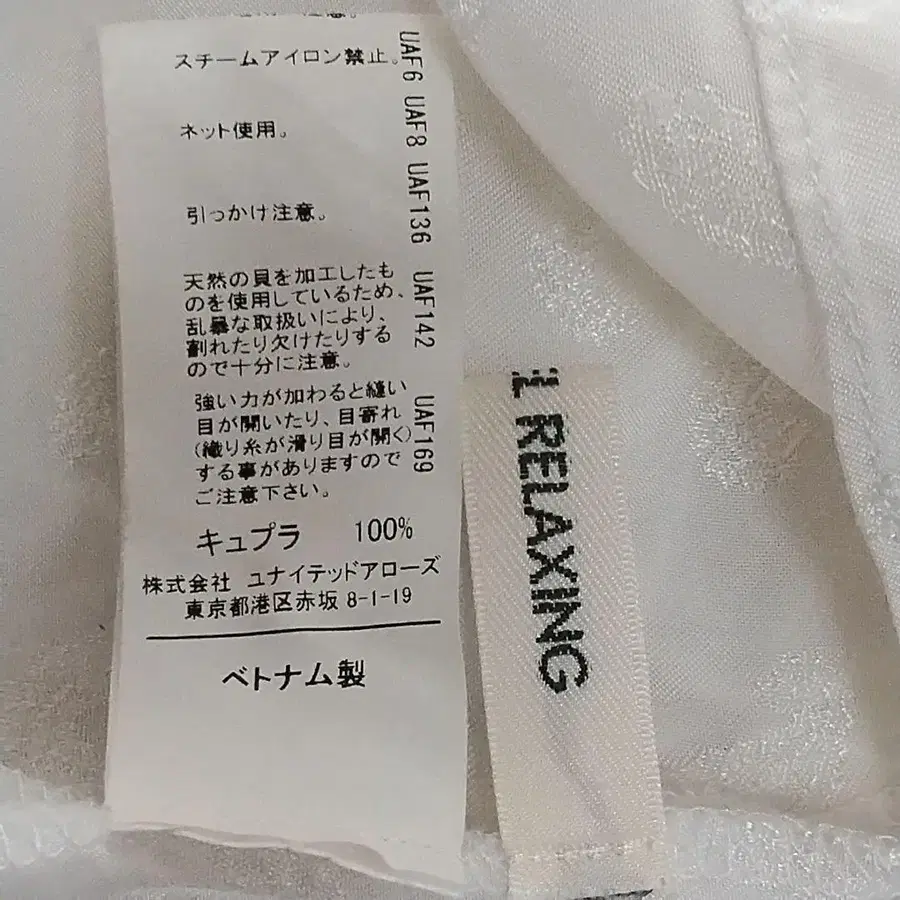 注意。
スチームアイロン禁止。
ネット使用。
引っかけ注意。
天然の貝を加工したも
のを使用しているため、
乱暴な取扱いにより、
割れたり欠けたりする
ので十分に注意。
強い力が加わると縫い
目が開いたり、目寄れ
(織り糸が滑り目が開く)
する事がありますので
ご注意下さい。
キュプラ 100%
株式会社 ユナイテッドアローズ
東京都港区赤坂 8-1-19
ベトナム製
UAF6 UAF8 UAF136 UAF142 UAF169
RELAXING